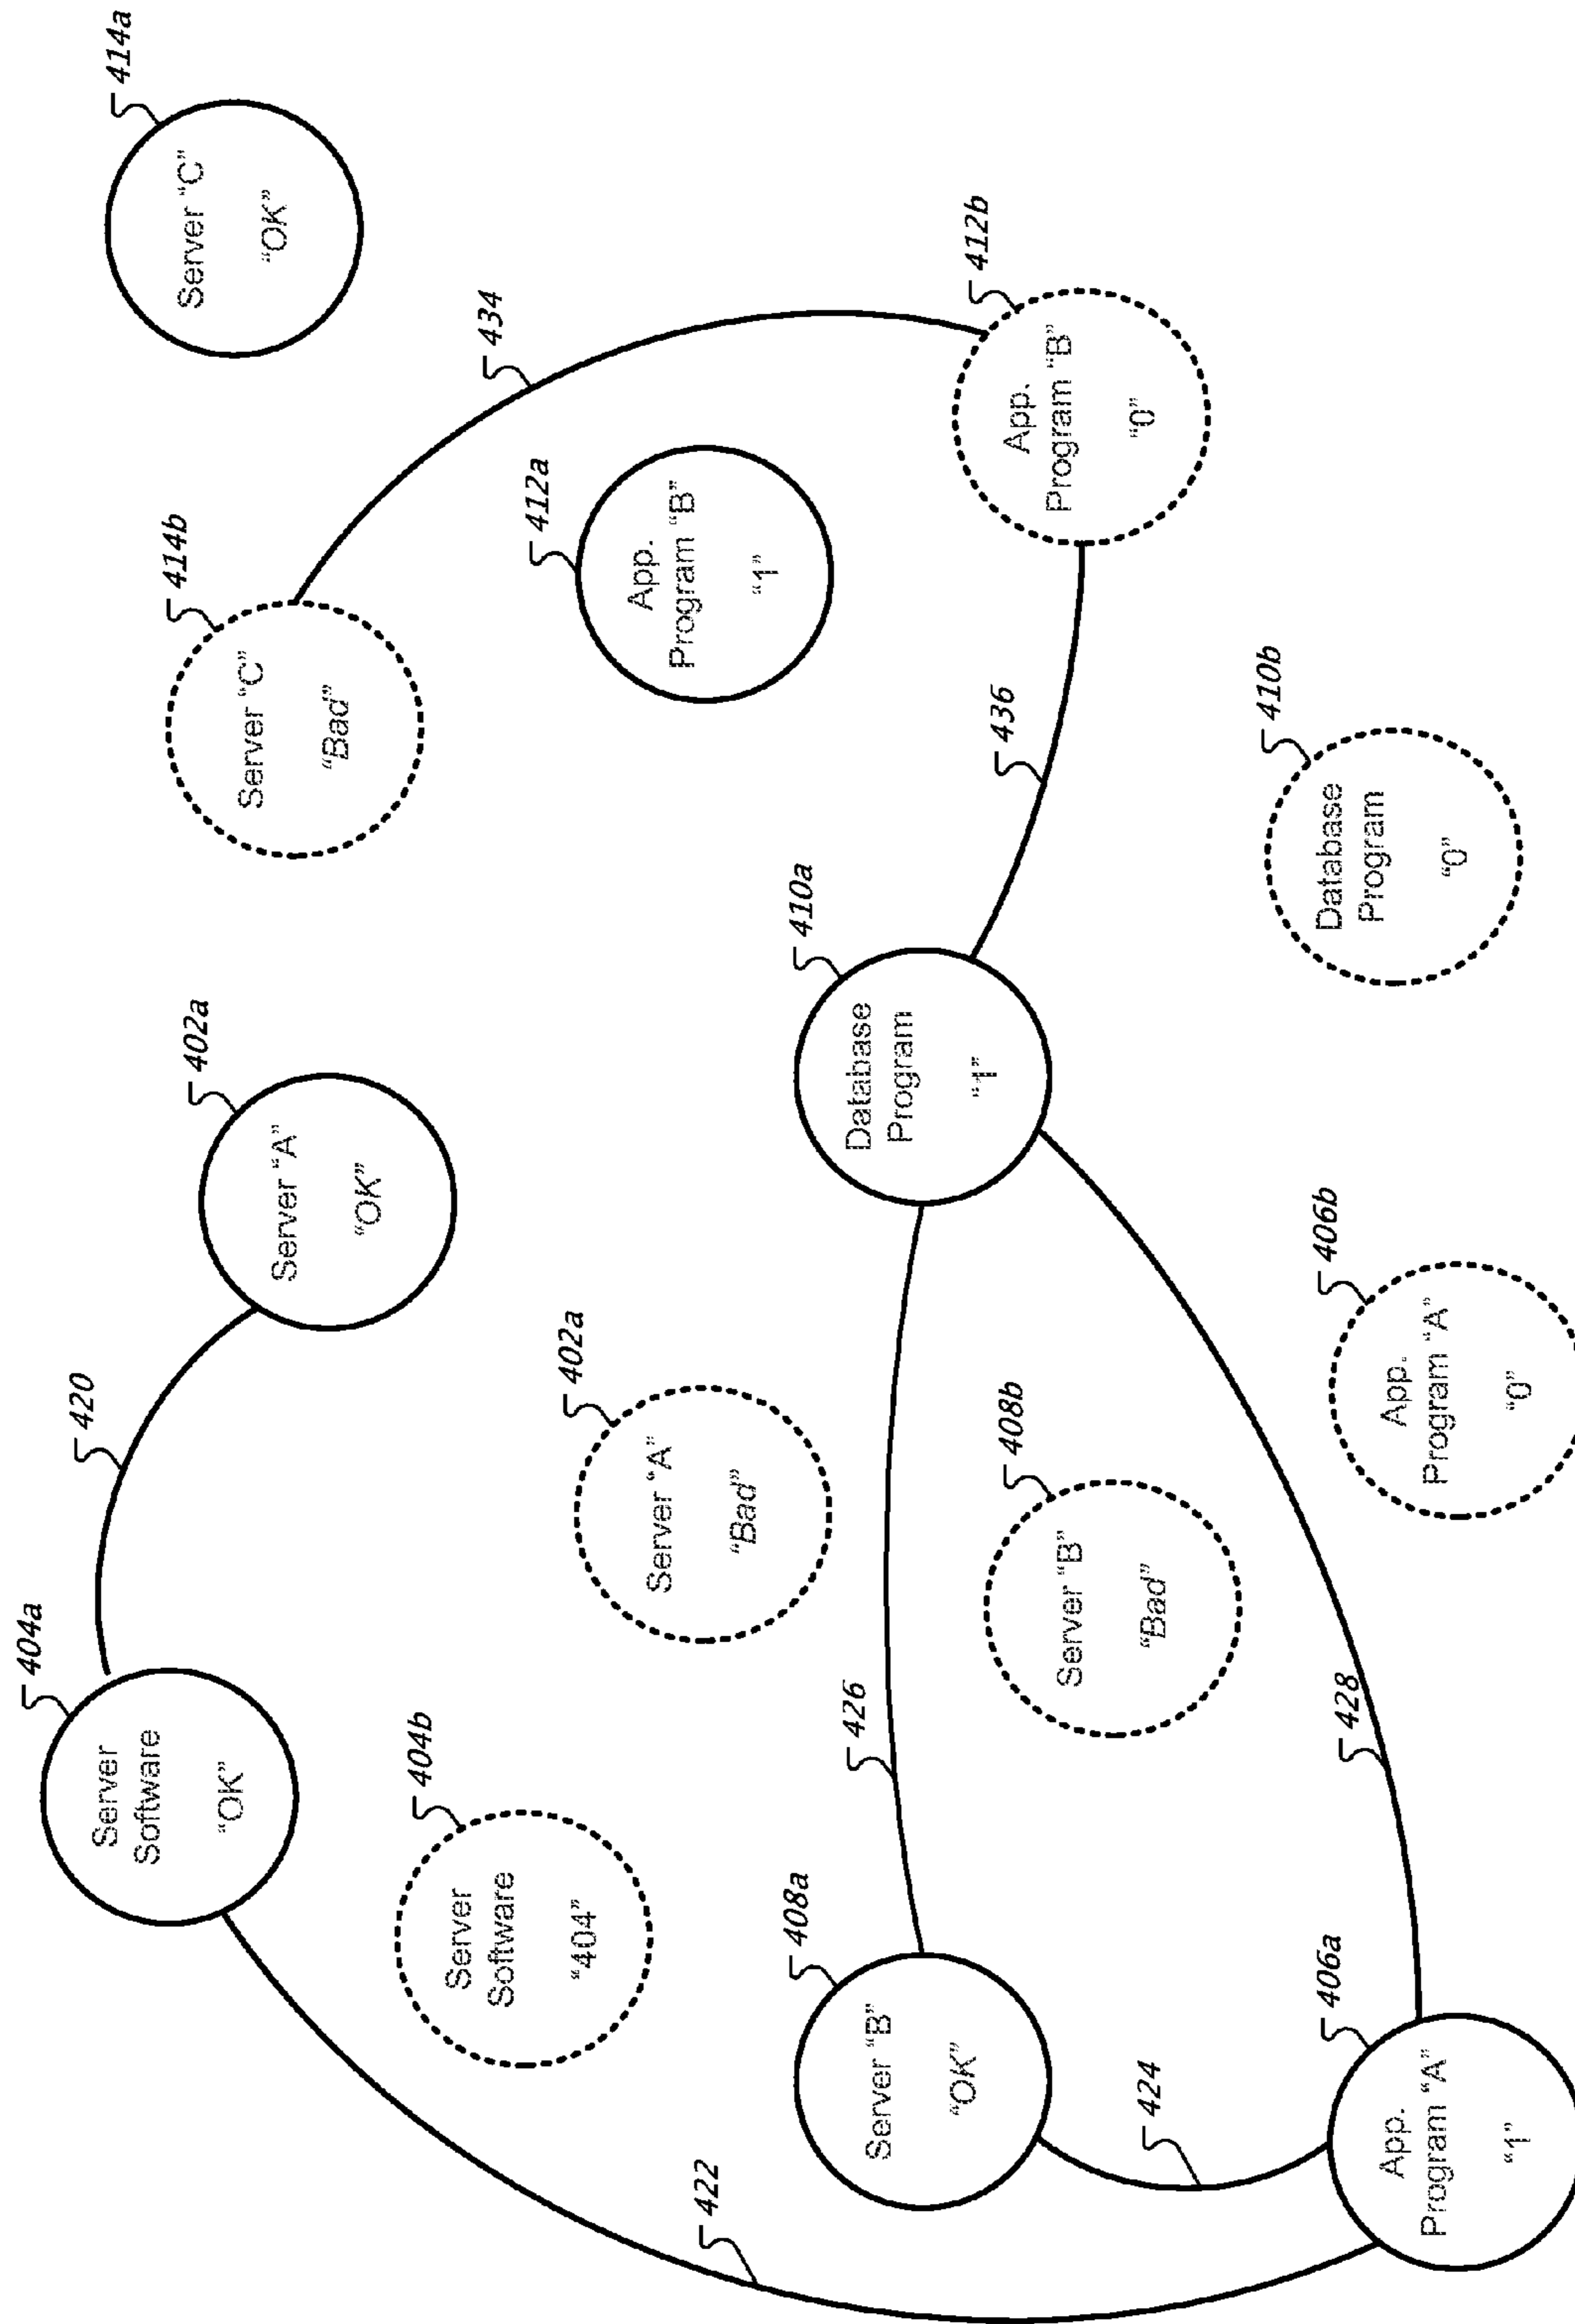 404a
Server
Software
"OK"
420
402a
Server "A"
"OK"
414b
Server "C"
"Bad"
434
414a
Server "C"
"OK"
404b
Server
Software
"404"
402a
Server "A"
"Bad"
412a
App.
Program "B"
"1"
422
408a
Server "B"
"OK"
426
408b
Server "B"
"Bad"
410a
Database
Program
"1"
436
412b
App.
Program "B"
"0"
424
406a
App.
Program "A"
"1"
428
406b
App.
Program "A"
"0"
410b
Database
Program
"0"